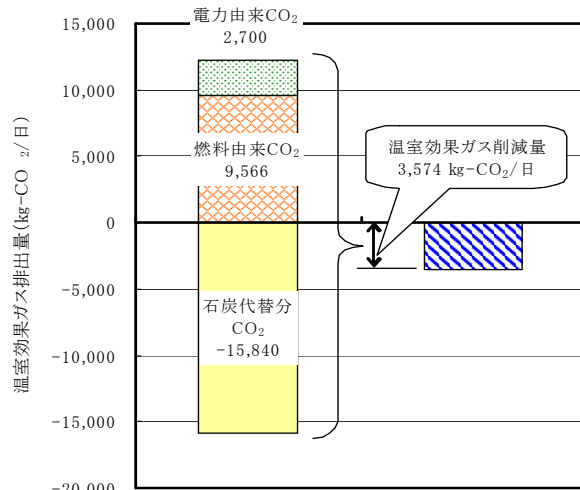 電力由来CO₂
2,700
15,000
10,000
5,000
0
-5,000
-10,000
-15,000
-20,000
温室効果ガス排出量(kg-CO 2/日)
燃料由来CO₂
9,566
温室効果ガス削減量
3,574 kg-CO₂/日
石炭代替分
CO₂
-15,840